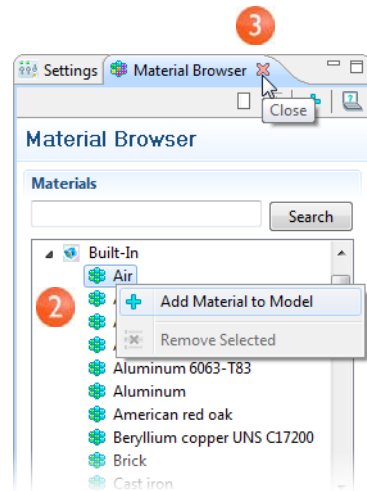 3
Settings Material Browser
Close
Material Browser
Materials
Search
Built-In
Air
2
Add Material to Model
Remove Selected
Aluminum 6063-T83
Aluminum
American red oak
Beryllium copper UNS C17200
Brick
Cast iron